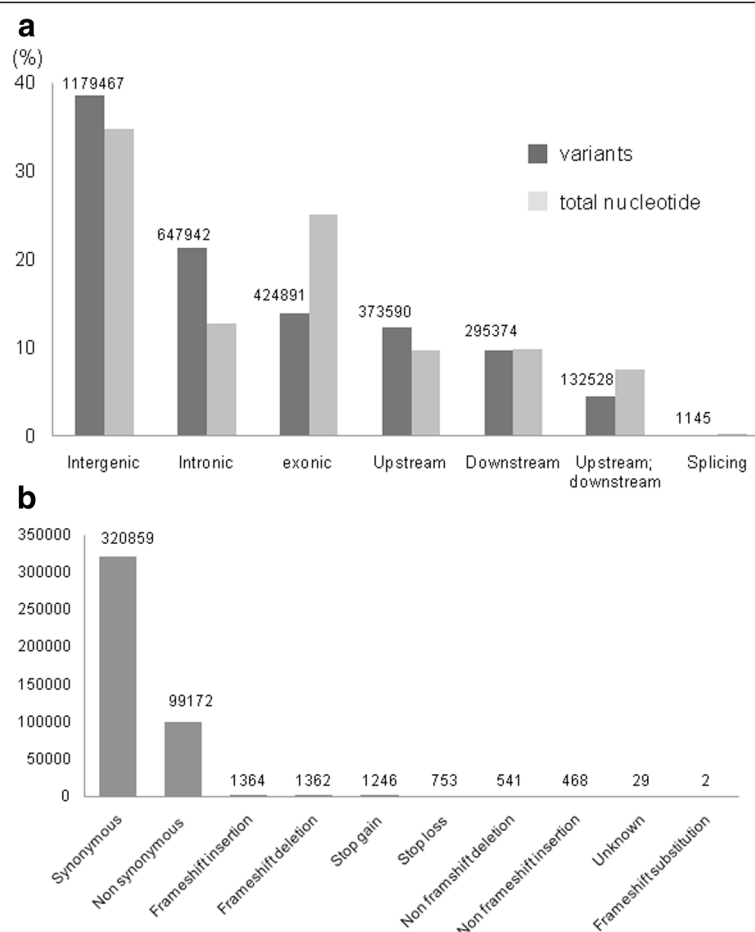 a
(%)
40
30
20
10
0
1179467
647942
424891
373590
295374
132528
1145
variants
total nucleotide
Intergenic
Intronic
exonic
Upstream
Downstream
Upstream;
downstream
Splicing
b
350000
300000
250000
200000
150000
100000
50000
0
320859
99172
1364
1362
1246
753
541
468
29
2
Synonymous
Non synonymous
Frameshift insertion
Frameshift deletion
Stop gain
Stop loss
Non framshift deletion
Non frameshift insertion
Unknown
Frameshift substitution